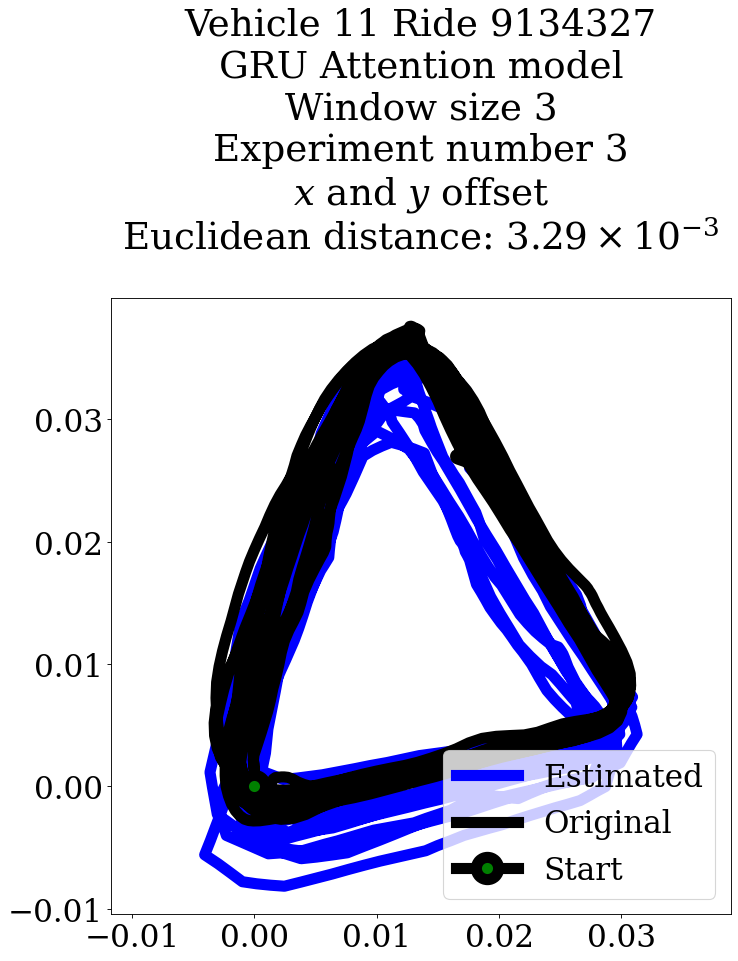 Vehicle 11 Ride 9134327
GRU Attention model
Window size 3
Experiment number 3
x and y offset
Euclidean distance: 3.29 × 10⁻³
0.03
0.02
0.01
0.00
−0.01
−0.01 0.00 0.01 0.02 0.03
Estimated
Original
Start